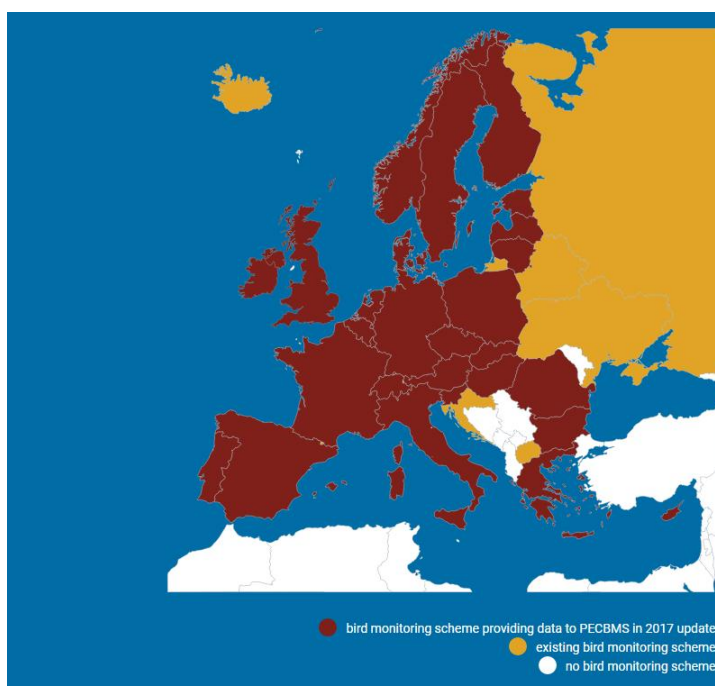 bird monitoring scheme providing data to PECBMS in 2017 update
existing bird monitoring scheme
no bird monitoring scheme